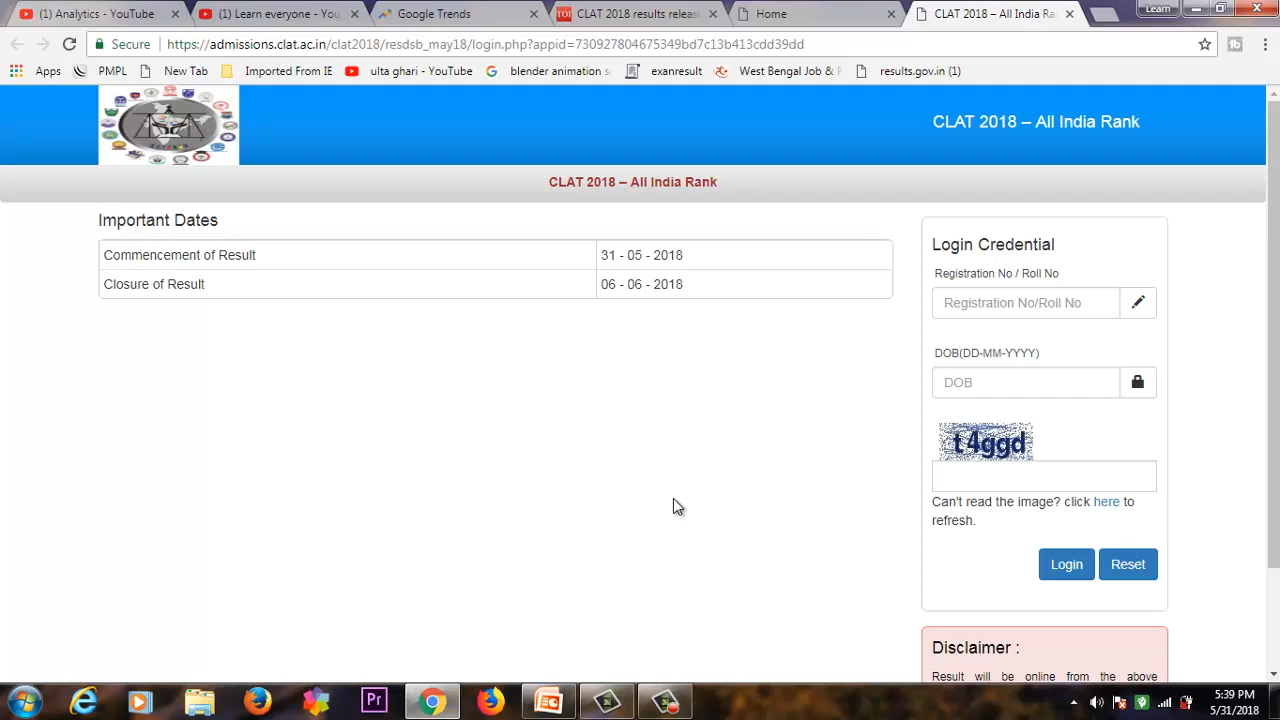 (1) Analytics - YouTube
(1) Learn everyone - You
Google Trends
TOI
CLAT 2018 results releas
Home
CLAT 2018 – All India Ra
Learn
Secure
https://admissions.clat.ac.in/clat2018/resdsb_may18/login.php?appid=730927804675349bd7c13b413cdd39dd
Apps
PMPL
New Tab
Imported From IE
ulta ghari - YouTube
blender animation s
exanresult
West Bengal Job &
results.gov.in (1)
CLAT 2018 – All India Rank
CLAT 2018 – All India Rank
Important Dates
Commencement of Result 31 - 05 - 2018
Closure of Result 06 - 06 - 2018
Login Credential
Registration No / Roll No
Registration No/Roll No
DOB(DD-MM-YYYY)
DOB
t4ggd
Can't read the image? click here to
refresh.
Login Reset
Disclaimer :
Result will be online from the above
Pr
5:39 PM
5/31/2018